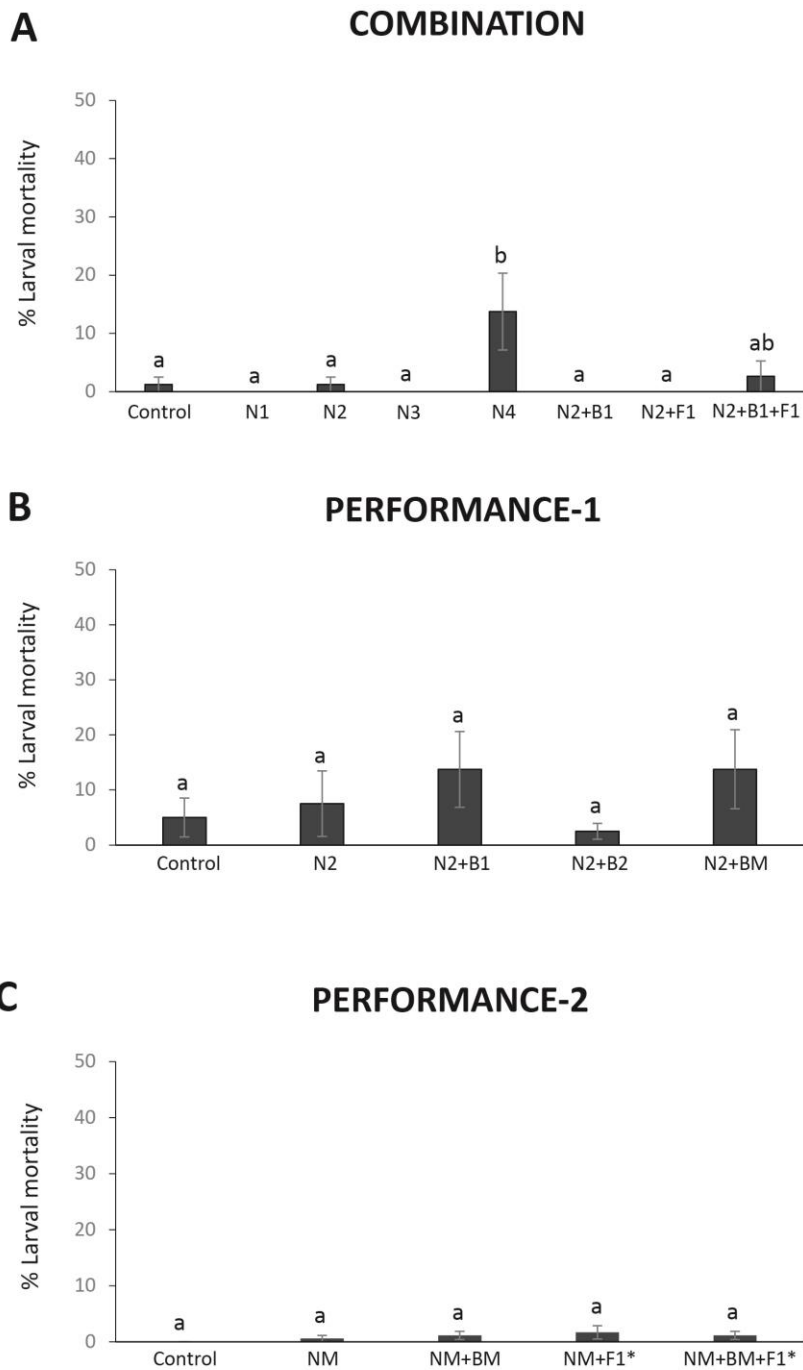 A
COMBINATION
% Larval mortality
50
40
30
20
10
0
a
a
a
a
b
a
a
ab
Control N1 N2 N3 N4 N2+B1 N2+F1 N2+B1+F1
B
PERFORMANCE-1
% Larval mortality
50
40
30
20
10
0
a
a
a
a
a
Control N2 N2+B1 N2+B2 N2+BM
C
PERFORMANCE-2
% Larval mortality
50
40
30
20
10
0
a
a
a
a
a
Control NM NM+BM NM+F1* NM+BM+F1*